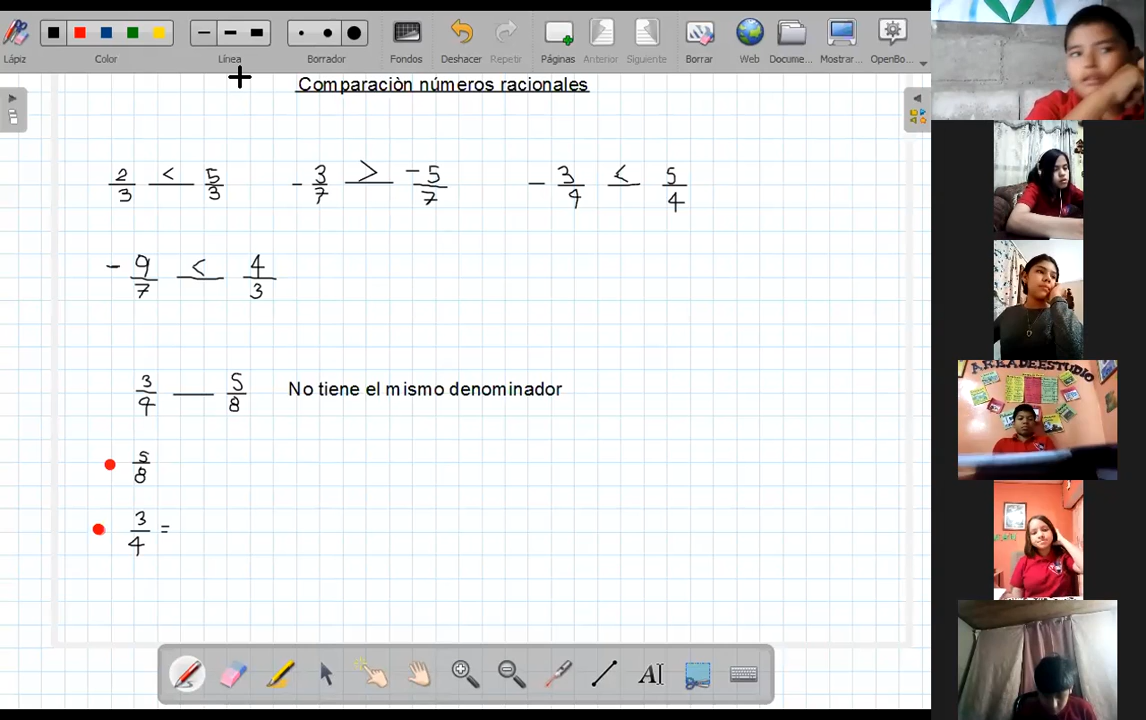 Lápiz Color Línea Borrador Fondos Deshacer Repetir Páginas Anterior Siguiente Borrar Docume... Mostrar... OpenBo...
Comparaciòn números racionales
2/3 < 5/3 - 3/7 > -5/7 - 3/4 < 5/4
- 9/7 < 4/3
3/4 ___ 5/8 No tiene el mismo denominador
5/8
3/4 =
AREA DE ESTUDIO